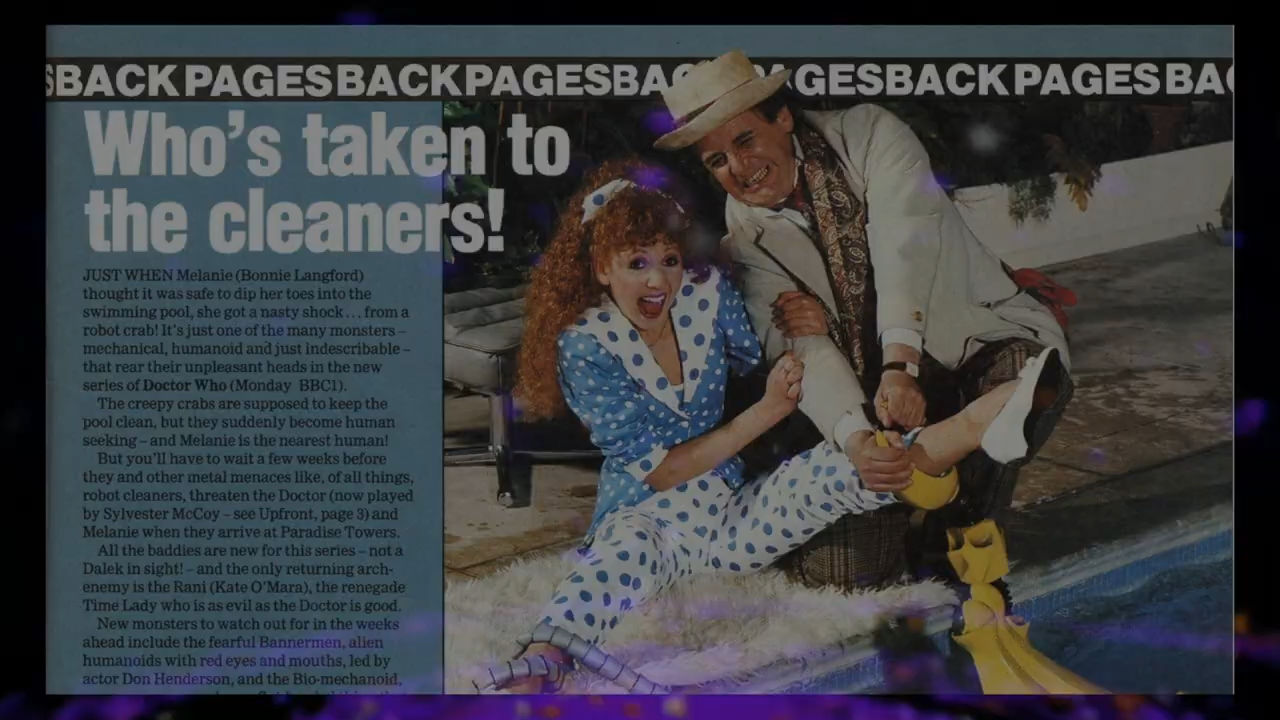 SBACK PAGESBACKPAGESBAC PAGESBACK PAGES BAC
Who's taken to
the cleaners!
JUST WHEN Melanie (Bonnie Langford)
thought it was safe to dip her toes into the
swimming pool, she got a nasty shock . . . from a
robot crab! It's just one of the many monsters –
mechanical, humanoid and just indescribable –
that rear their unpleasant heads in the new
series of Doctor Who (Monday BBC1).
The creepy crabs are supposed to keep the
pool clean, but they suddenly become human
seeking – and Melanie is the nearest human!
But you'll have to wait a few weeks before
they and other metal menaces like, of all things,
robot cleaners, threaten the Doctor (now played
by Sylvester McCoy – see Upfront, page 3) and
Melanie when they arrive at Paradise Towers.
All the baddies are new for this series – not a
Dalek in sight! – and the only returning arch-
enemy is the Rani (Kate O'Mara), the renegade
Time Lady who is as evil as the Doctor is good.
New monsters to watch out for in the weeks
ahead include the fearful Bannermen, alien
humanoids with red eyes and mouths, led by
actor Don Henderson, and the Bio-mechanoid,